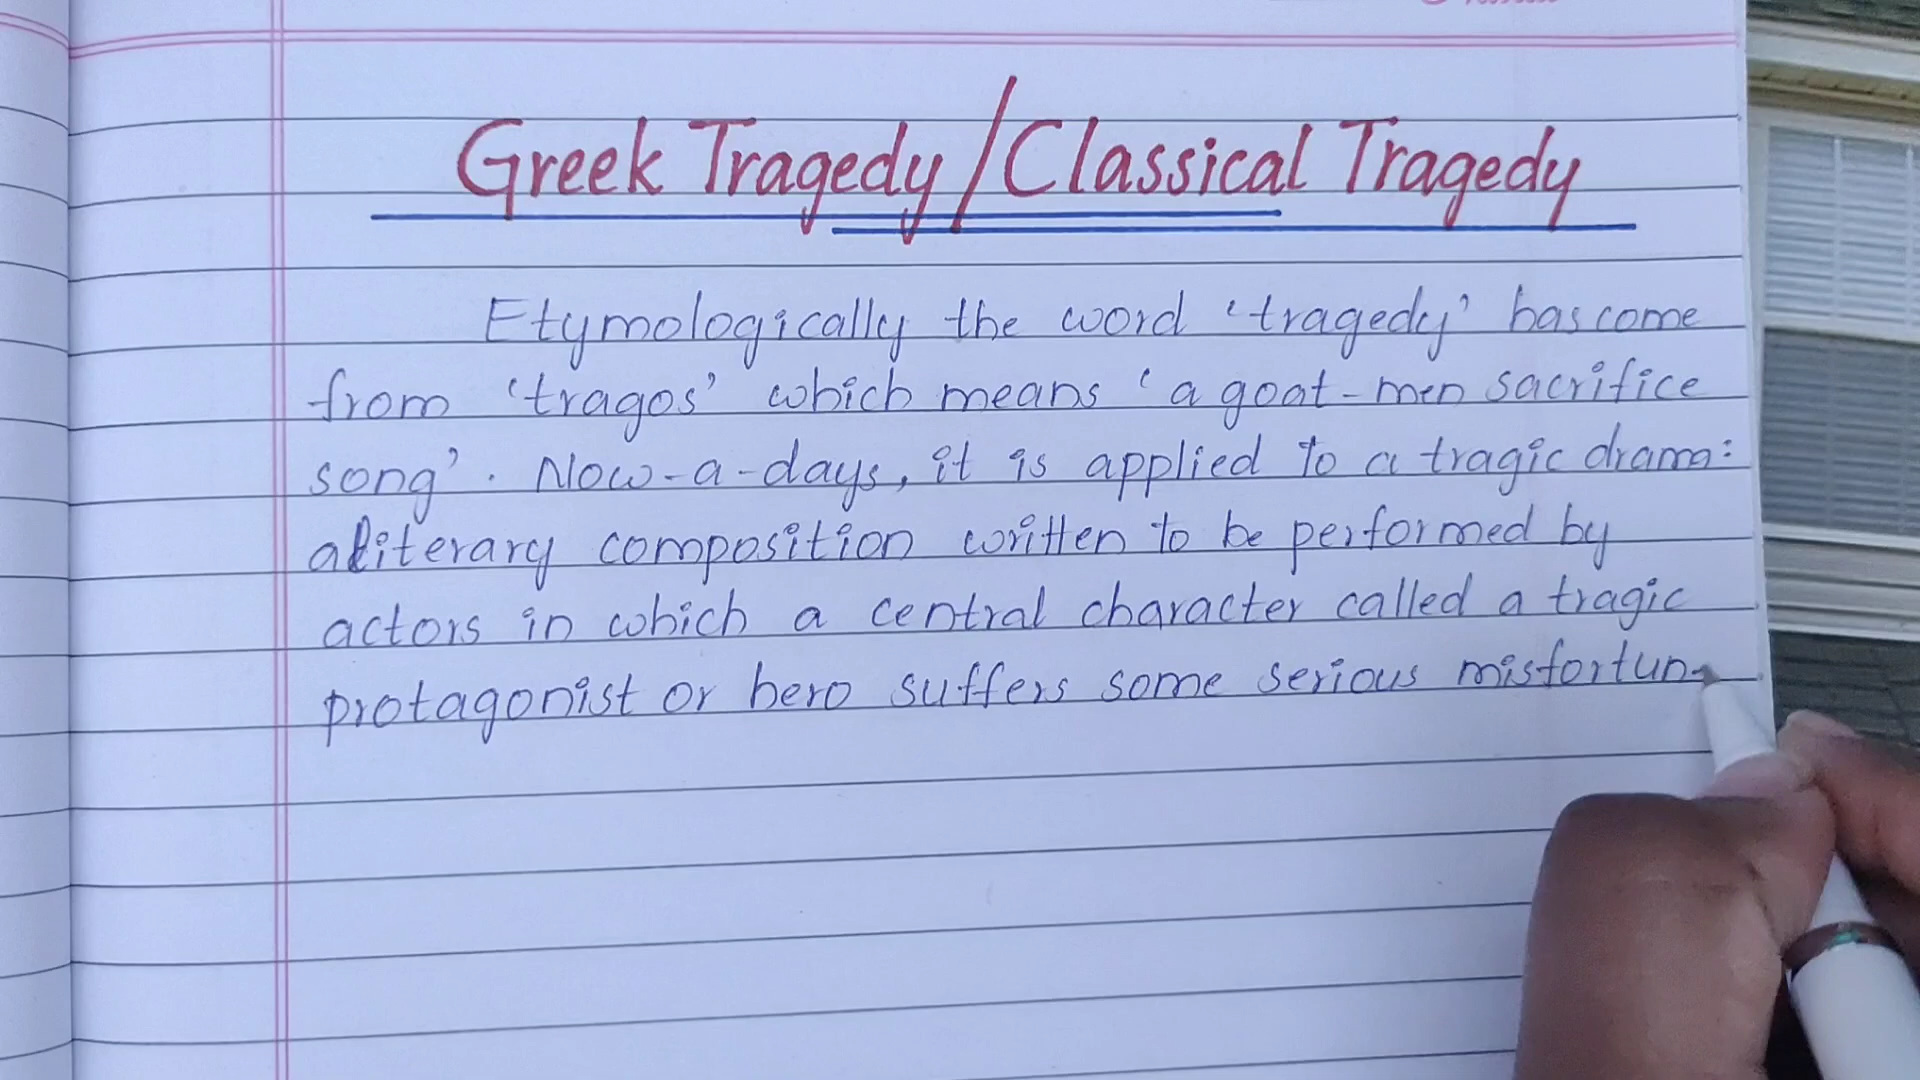 Greek Tragedy/Classical Tragedy
Etymologically the word ‘tragedy’ has come
from ‘tragos’ which means ‘a goat-men sacrifice
song’. Now-a-days, it is applied to a tragic drama:
a literary composition written to be performed by
actors in which a central character called a tragic
protagonist or hero suffers some serious misfortun